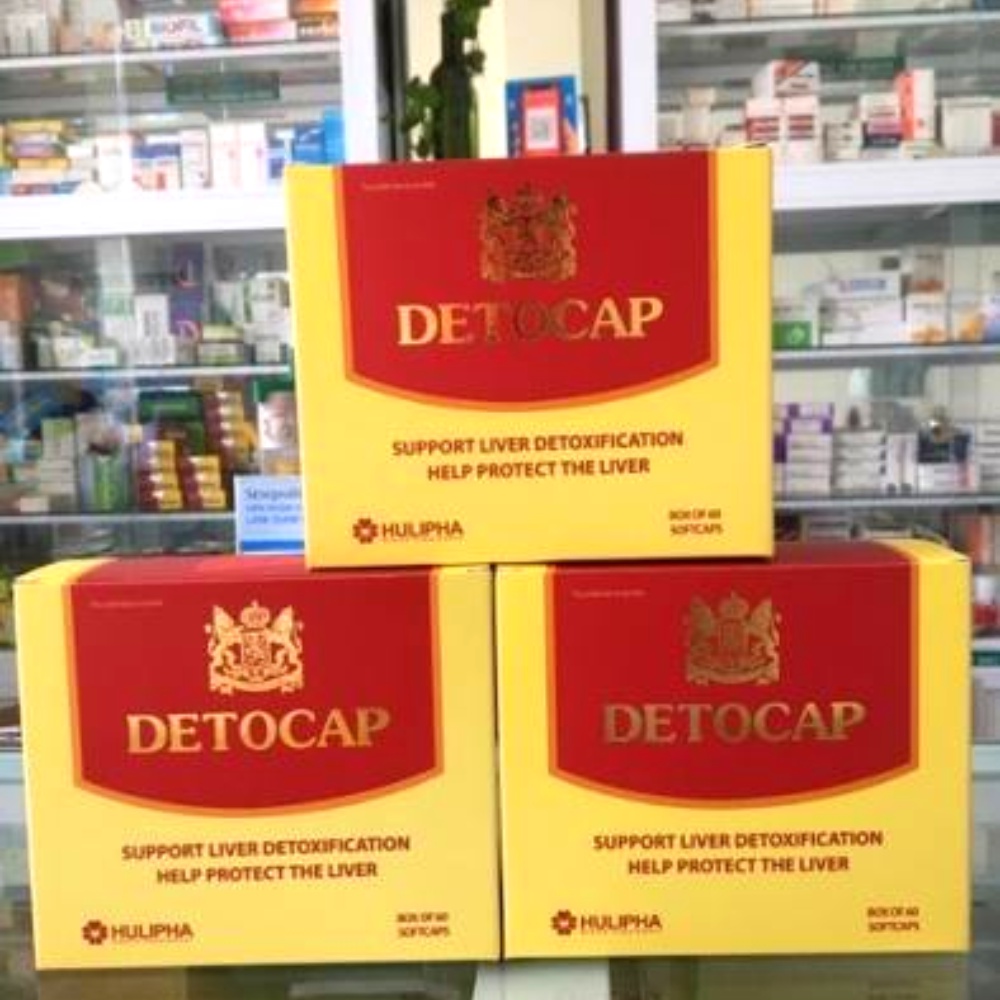 DETOCAP
SUPPORT LIVER DETOXIFICATION
HELP PROTECT THE LIVER
HULIPHA
BOX OF 60
SOFTCAPS
DETOCAP
SUPPORT LIVER DETOXIFICATION
HELP PROTECT THE LIVER
HULIPHA
BOX OF 60
SOFTCAPS
DETOCAP
SUPPORT LIVER DETOXIFICATION
HELP PROTECT THE LIVER
HULIPHA
BOX OF 60
SOFTCAPS